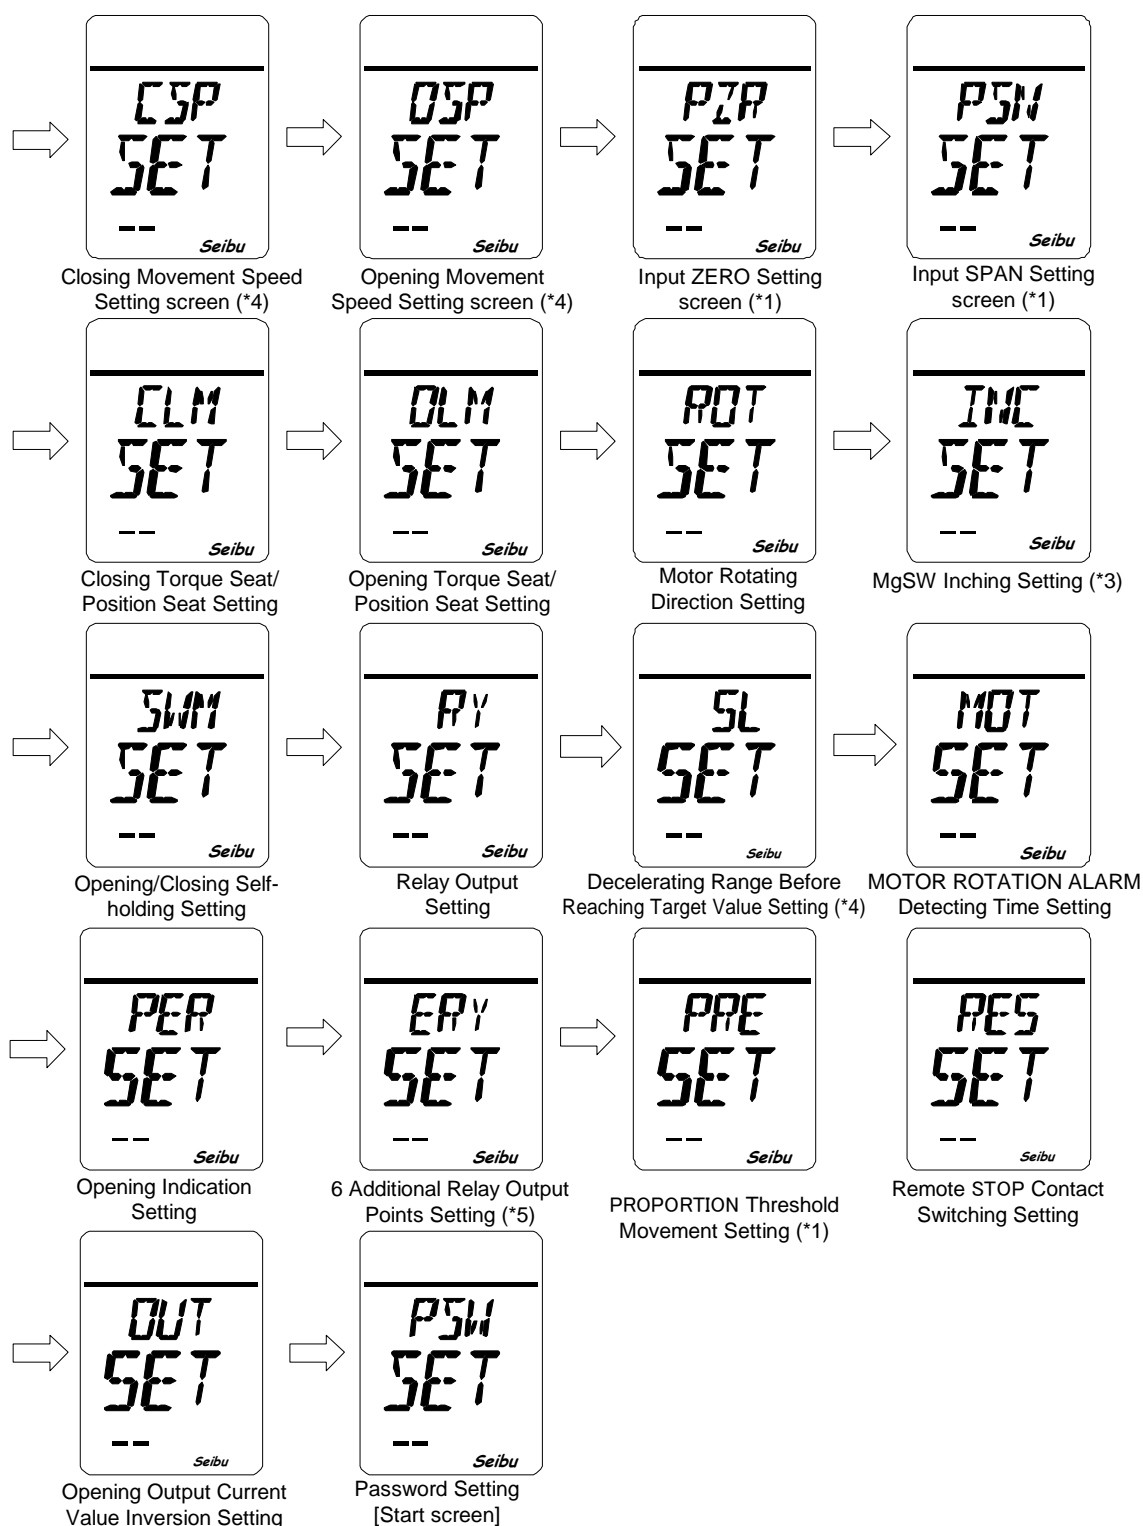 CSP
SET
--
Seibu
Closing Movement Speed
Setting screen (*4)
OSP
SET
--
Seibu
Opening Movement
Speed Setting screen (*4)
PZR
SET
--
Seibu
Input ZERO Setting
screen (*1)
PSN
SET
--
Seibu
Input SPAN Setting
screen (*1)
CLM
SET
--
Seibu
Closing Torque Seat/
Position Seat Setting
OLM
SET
--
Seibu
Opening Torque Seat/
Position Seat Setting
ROT
SET
--
Seibu
Motor Rotating
Direction Setting
INC
SET
--
Seibu
MgSW Inching Setting (*3)
SWM
SET
--
Seibu
Opening/Closing Self-
holding Setting
RY
SET
--
Seibu
Relay Output
Setting
SL
SET
--
Seibu
Decelerating Range Before
Reaching Target Value Setting (*4)
MOT
SET
--
Seibu
MOTOR ROTATION ALARM
Detecting Time Setting
PER
SET
--
Seibu
Opening Indication
Setting
ERY
SET
--
Seibu
6 Additional Relay Output
Points Setting (*5)
PRE
SET
--
Seibu
PROPORTION Threshold
Movement Setting (*1)
RES
SET
--
Seibu
Remote STOP Contact
Switching Setting
OUT
SET
--
Seibu
Opening Output Current
Value Inversion Setting
PSW
SET
--
Seibu
Password Setting
[Start screen]